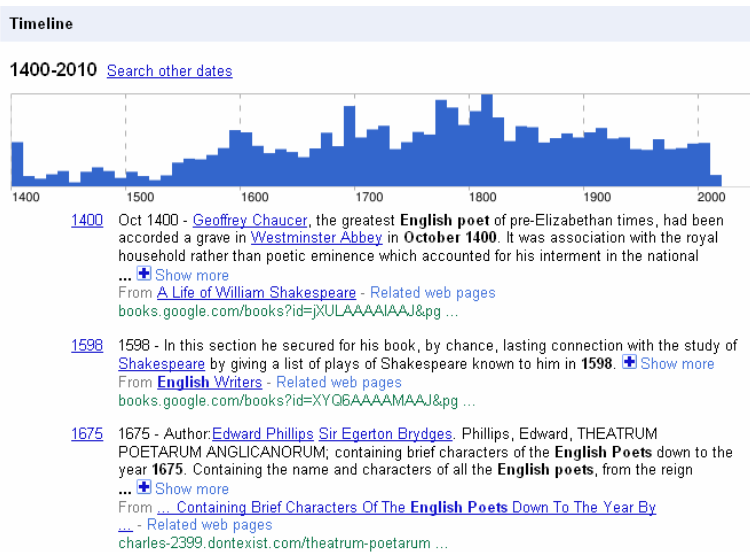 Timeline
1400-2010 Search other dates
1400 1500 1600 1700 1800 1900 2000
1400 Oct 1400 - Geoffrey Chaucer, the greatest English poet of pre-Elizabethan times, had been
accorded a grave in Westminster Abbey in October 1400. It was association with the royal
household rather than poetic eminence which accounted for his interment in the national
... Show more
From A Life of William Shakespeare - Related web pages
books.google.com/books?id=jXULAAAAIAAJ&pg ...
1598 1598 - In this section he secured for his book, by chance, lasting connection with the study of
Shakespeare by giving a list of plays of Shakespeare known to him in 1598. Show more
From English Writers - Related web pages
books.google.com/books?id=XYQ6AAAAMAAJ&pg ...
1675 1675 - Author:Edward Phillips Sir Egerton Brydges. Phillips, Edward, THEATRUM
POETARUM ANGLICANORUM; containing brief characters of the English Poets down to the
year 1675. Containing the name and characters of all the English poets, from the reign
... Show more
From ... Containing Brief Characters Of The English Poets Down To The Year By
... - Related web pages
charles-2399.dontexist.com/theatrum-poetarum ...